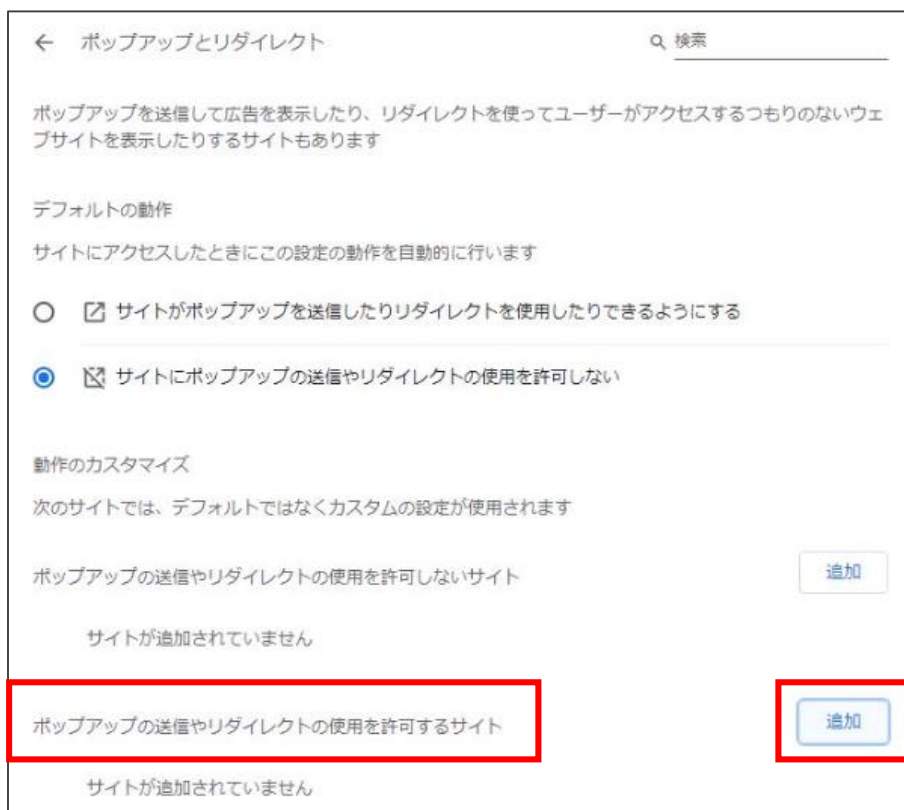 ポップアップとリダイレクト
検索
ポップアップを送信して広告を表示したり、リダイレクトを使ってユーザーがアクセスするつもりのないウェ
ブサイトを表示したりするサイトもあります
デフォルトの動作
サイトにアクセスしたときにこの設定の動作を自動的に行います
サイトがポップアップを送信したりリダイレクトを使用したりできるようにする
サイトにポップアップの送信やリダイレクトの使用を許可しない
動作のカスタマイズ
次のサイトでは、デフォルトではなくカスタムの設定が使用されます
ポップアップの送信やリダイレクトの使用を許可しないサイト
追加
サイトが追加されていません
ポップアップの送信やリダイレクトの使用を許可するサイト
追加
サイトが追加されていません